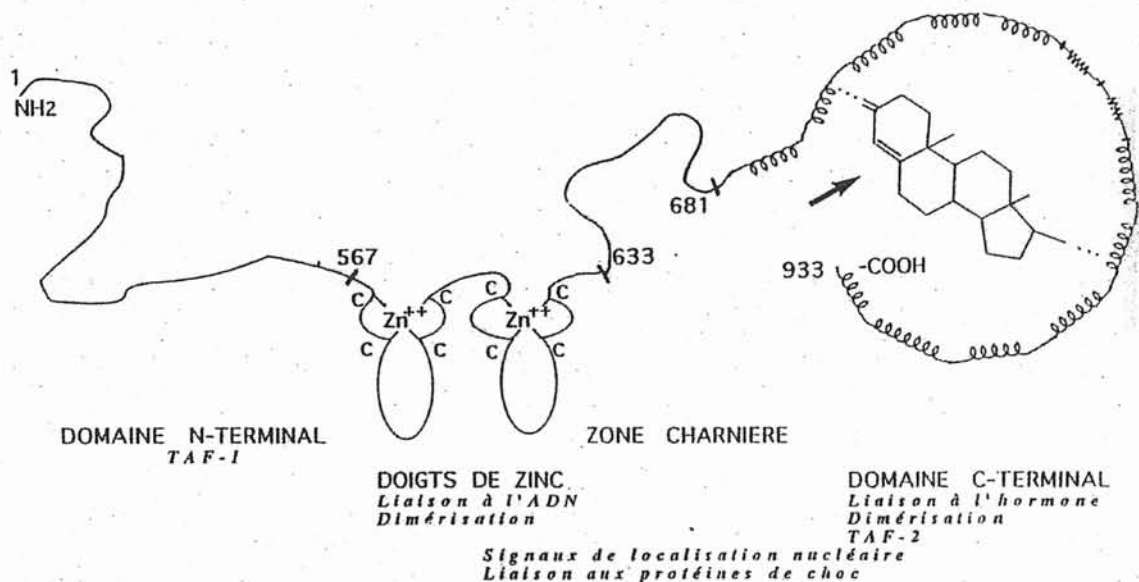 1
NH2
567
C
C
C
C
C
C
C
C
Zn++
Zn++
633
681
933
-COOH
DOMAINE N-TERMINAL
TAF-1
ZONE CHARNIERE
DOIGTS DE ZINC
Liaison à l'ADN
Dimérisation
DOMAINE C-TERMINAL
Liaison à l'hormone
Dimérisation
TAF-2
Signaux de localisation nucléaire
Liaison aux protéines de choc